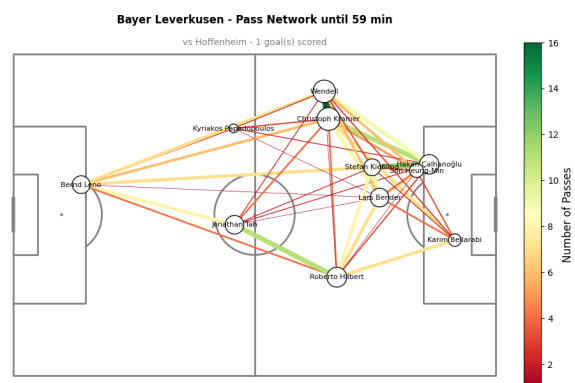 Bayer Leverkusen - Pass Network until 59 min
vs Hoffenheim - 1 goal(s) scored
Wendell
Christoph Kramer
Kyriakos Papadopoulos
Hakan Çalhanoğlu
Stefan Kießling
Son Heung-Min
Bernd Leno
Lars Bender
Jonathan Tah
Karim Bellarabi
Roberto Hilbert
16
14
12
10
8
6
4
2
Number of Passes